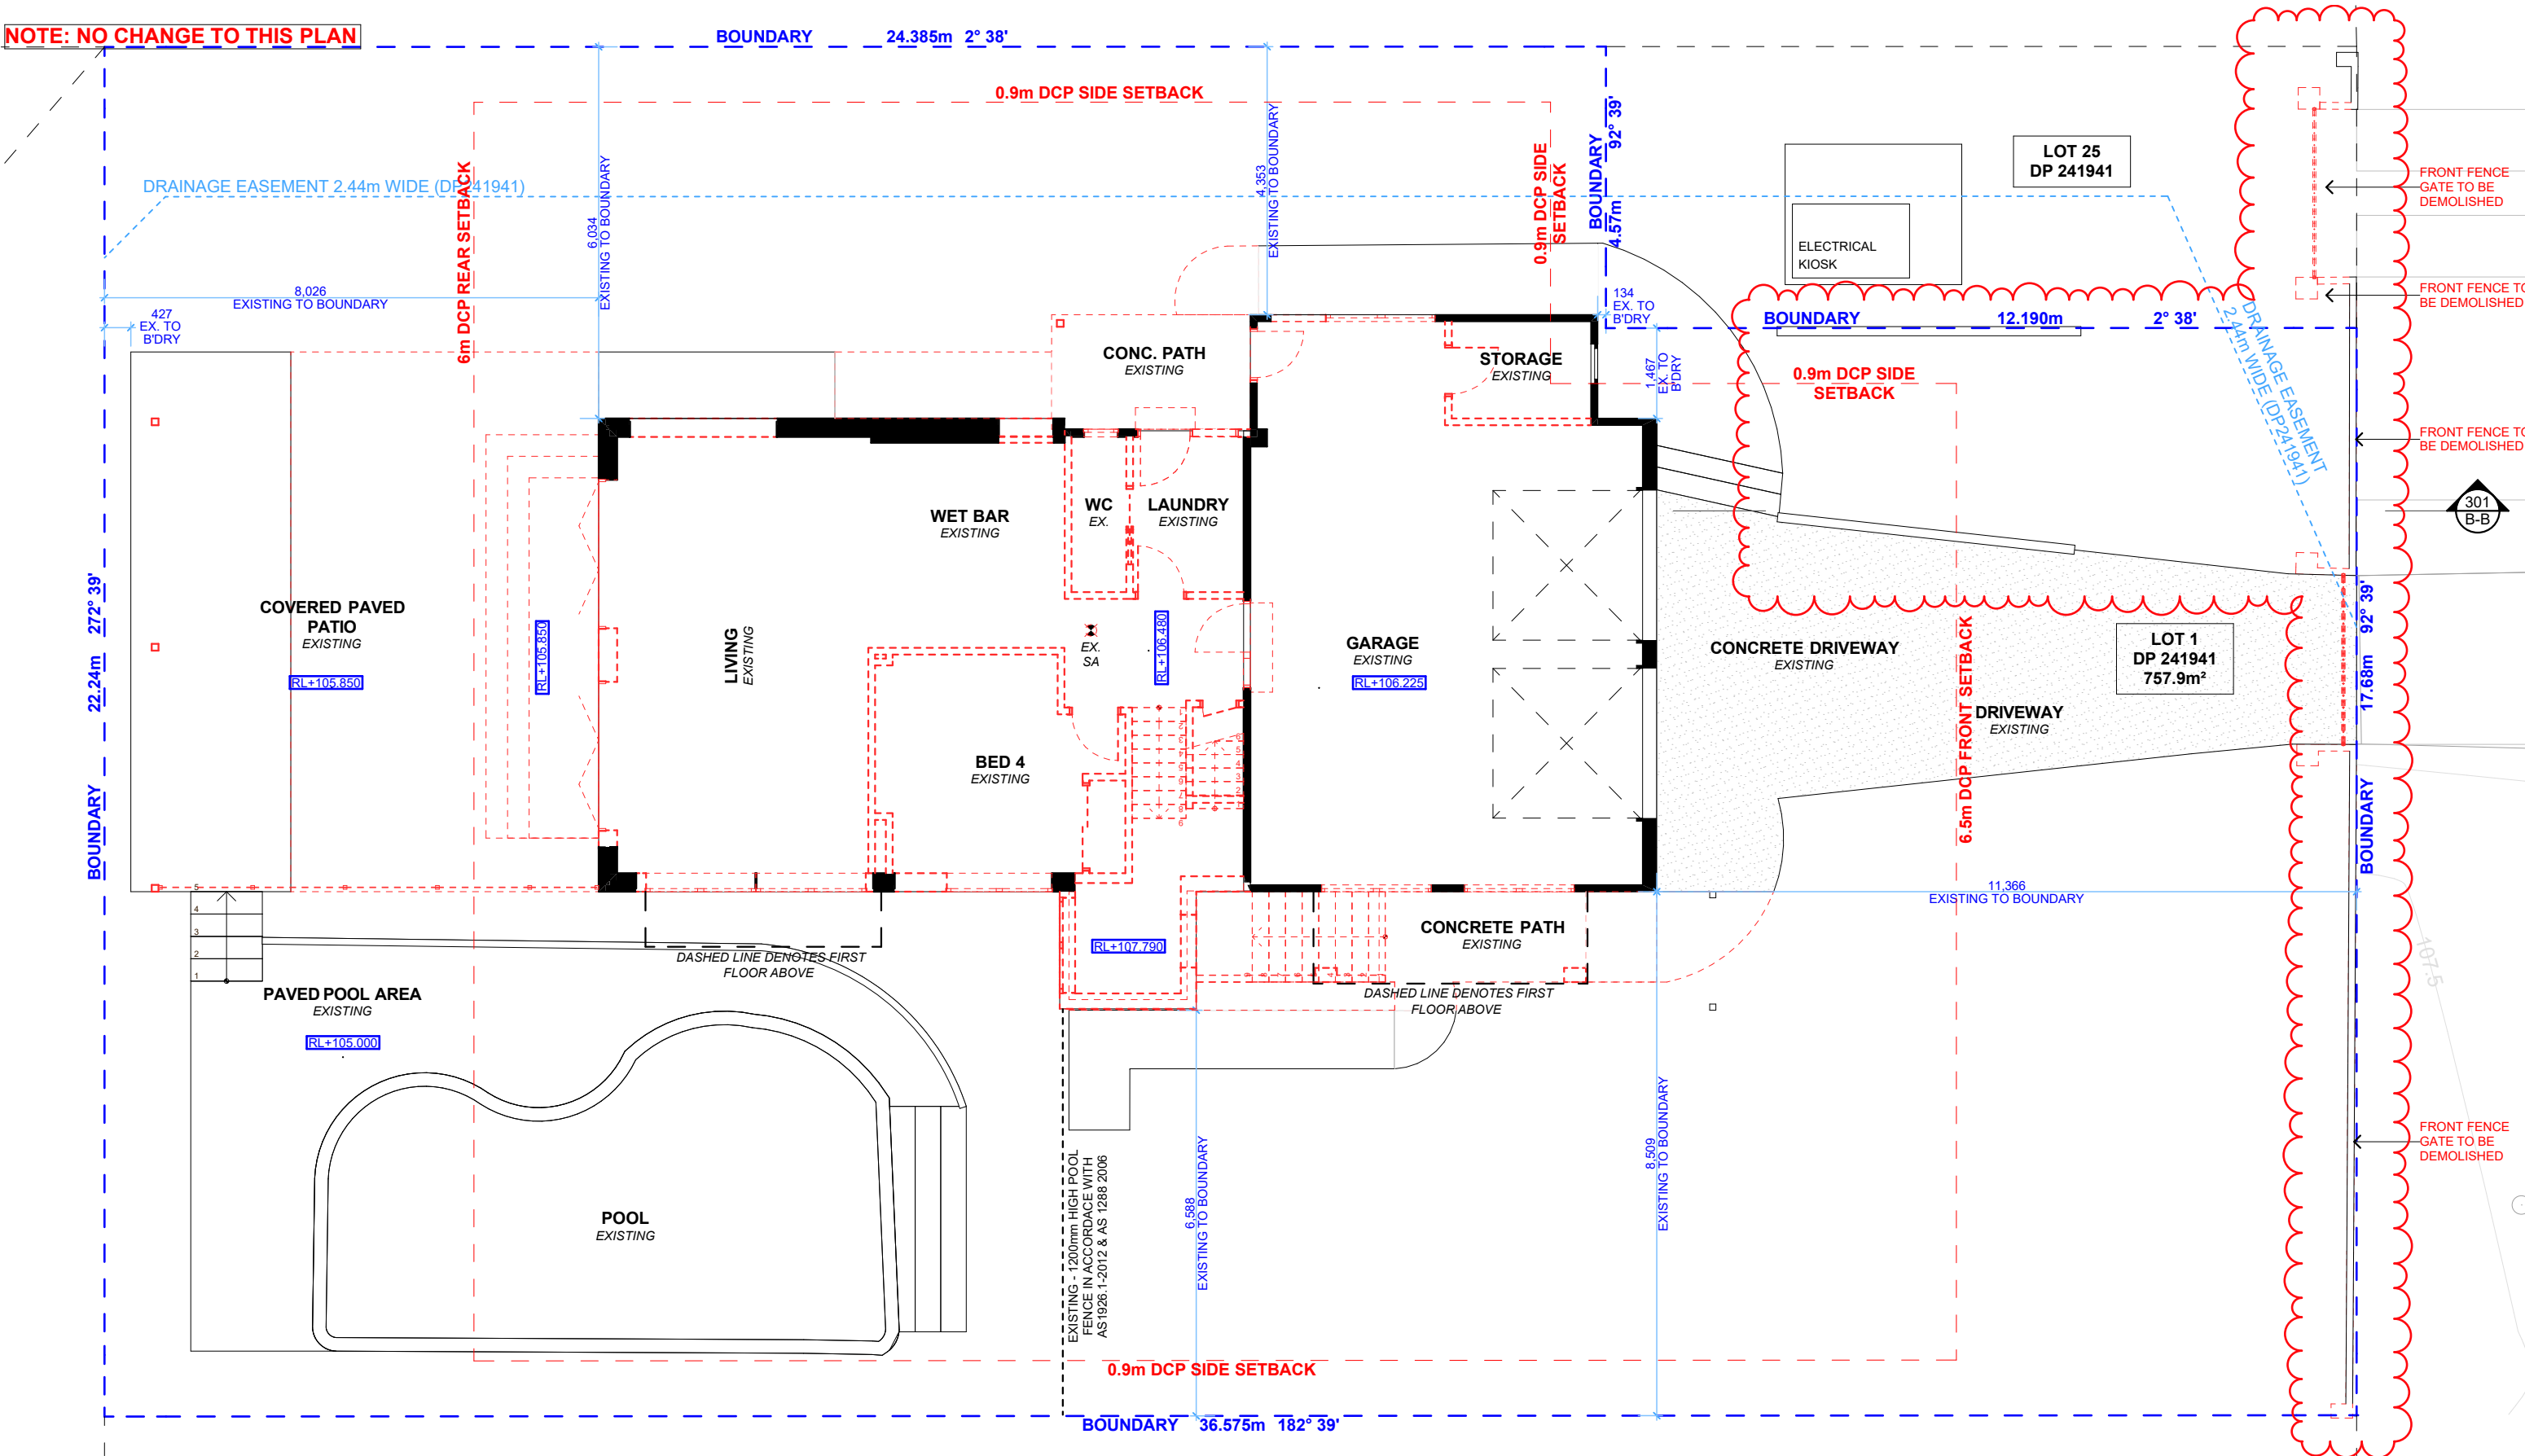 NOTE: NO CHANGE TO THIS PLAN
BOUNDARY 24.385m 2° 38'
0.9m DCP SIDE SETBACK
DRAINAGE EASEMENT 2.44m WIDE (DP241941)
6m DCP REAR SETBACK
6,034
EXISTING TO BOUNDARY
4,353
EXISTING TO BOUNDARY
0.9m DCP SIDE
SETBACK
BOUNDARY
4.57m 92° 39'
LOT 25
DP 241941
ELECTRICAL
KIOSK
FRONT FENCE
GATE TO BE
DEMOLISHED
FRONT FENCE TO
BE DEMOLISHED
8,026
EXISTING TO BOUNDARY
427
EX. TO
B'DRY
134
EX. TO
B'DRY
BOUNDARY 12.190m 2° 38'
DRAINAGE EASEMENT
2.44m WIDE (DP241941)
CONC. PATH
EXISTING
STORAGE
EXISTING
1,467
EX. TO
B'DRY
0.9m DCP SIDE
SETBACK
FRONT FENCE TO
BE DEMOLISHED
WET BAR
EXISTING
WC
EX.
LAUNDRY
EXISTING
301
B-B
COVERED PAVED
PATIO
EXISTING
RL+105.850
RL+105.850
LIVING
EXISTING
EX.
SA
RL+106.480
GARAGE
EXISTING
RL+106.225
CONCRETE DRIVEWAY
EXISTING
LOT 1
DP 241941
757.9m²
DRIVEWAY
EXISTING
6.5m DCP FRONT SETBACK
BOUNDARY 22.24m 272° 39'
BOUNDARY 17.68m 92° 39'
BED 4
EXISTING
11,366
EXISTING TO BOUNDARY
5
4
3
2
1
DASHED LINE DENOTES FIRST
FLOOR ABOVE
RL+107.790
CONCRETE PATH
EXISTING
DASHED LINE DENOTES FIRST
FLOOR ABOVE
107.5
PAVED POOL AREA
EXISTING
RL+105.000
POOL
EXISTING
EXISTING - 1200mm HIGH POOL
FENCE IN ACCORDACE WITH
AS1926.1-2012 & AS 1288 2006
6,588
EXISTING TO BOUNDARY
8,509
EXISTING TO BOUNDARY
FRONT FENCE
GATE TO BE
DEMOLISHED
0.9m DCP SIDE SETBACK
BOUNDARY 36.575m 182° 39'